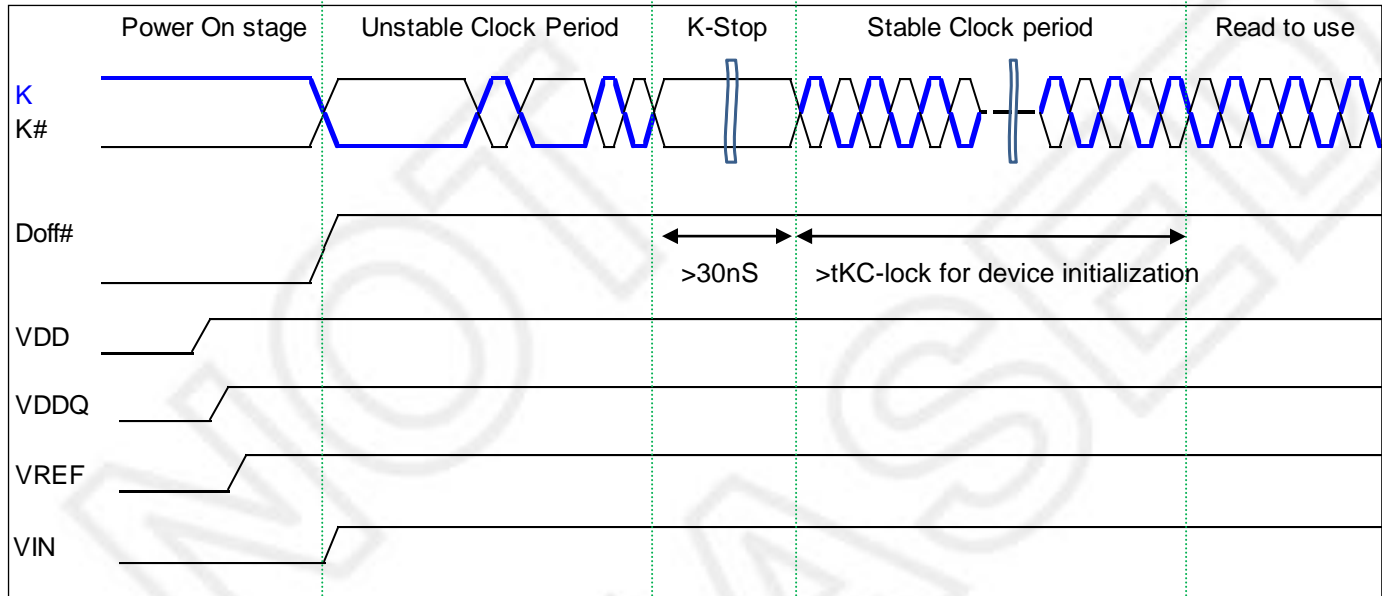 Power On stage Unstable Clock Period K-Stop Stable Clock period Read to use
K
K#
Doff#
>30nS >tKC-lock for device initialization
VDD
VDDQ
VREF
VIN